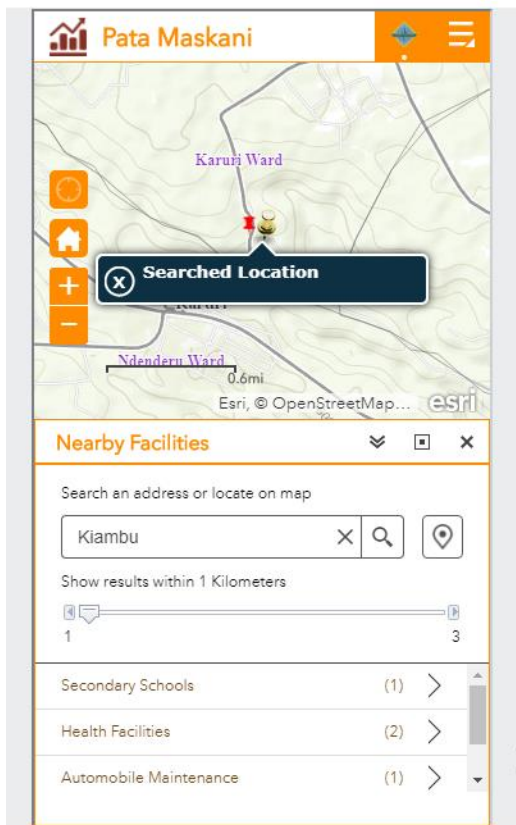 Pata Maskani
Karuri Ward
x Searched Location
Karuri
Ndenderu Ward
0.6mi
Esri, © OpenStreetMap... esri
Nearby Facilities
Search an address or locate on map
Kiambu
Show results within 1 Kilometers
1 3
Secondary Schools (1)
Health Facilities (2)
Automobile Maintenance (1)